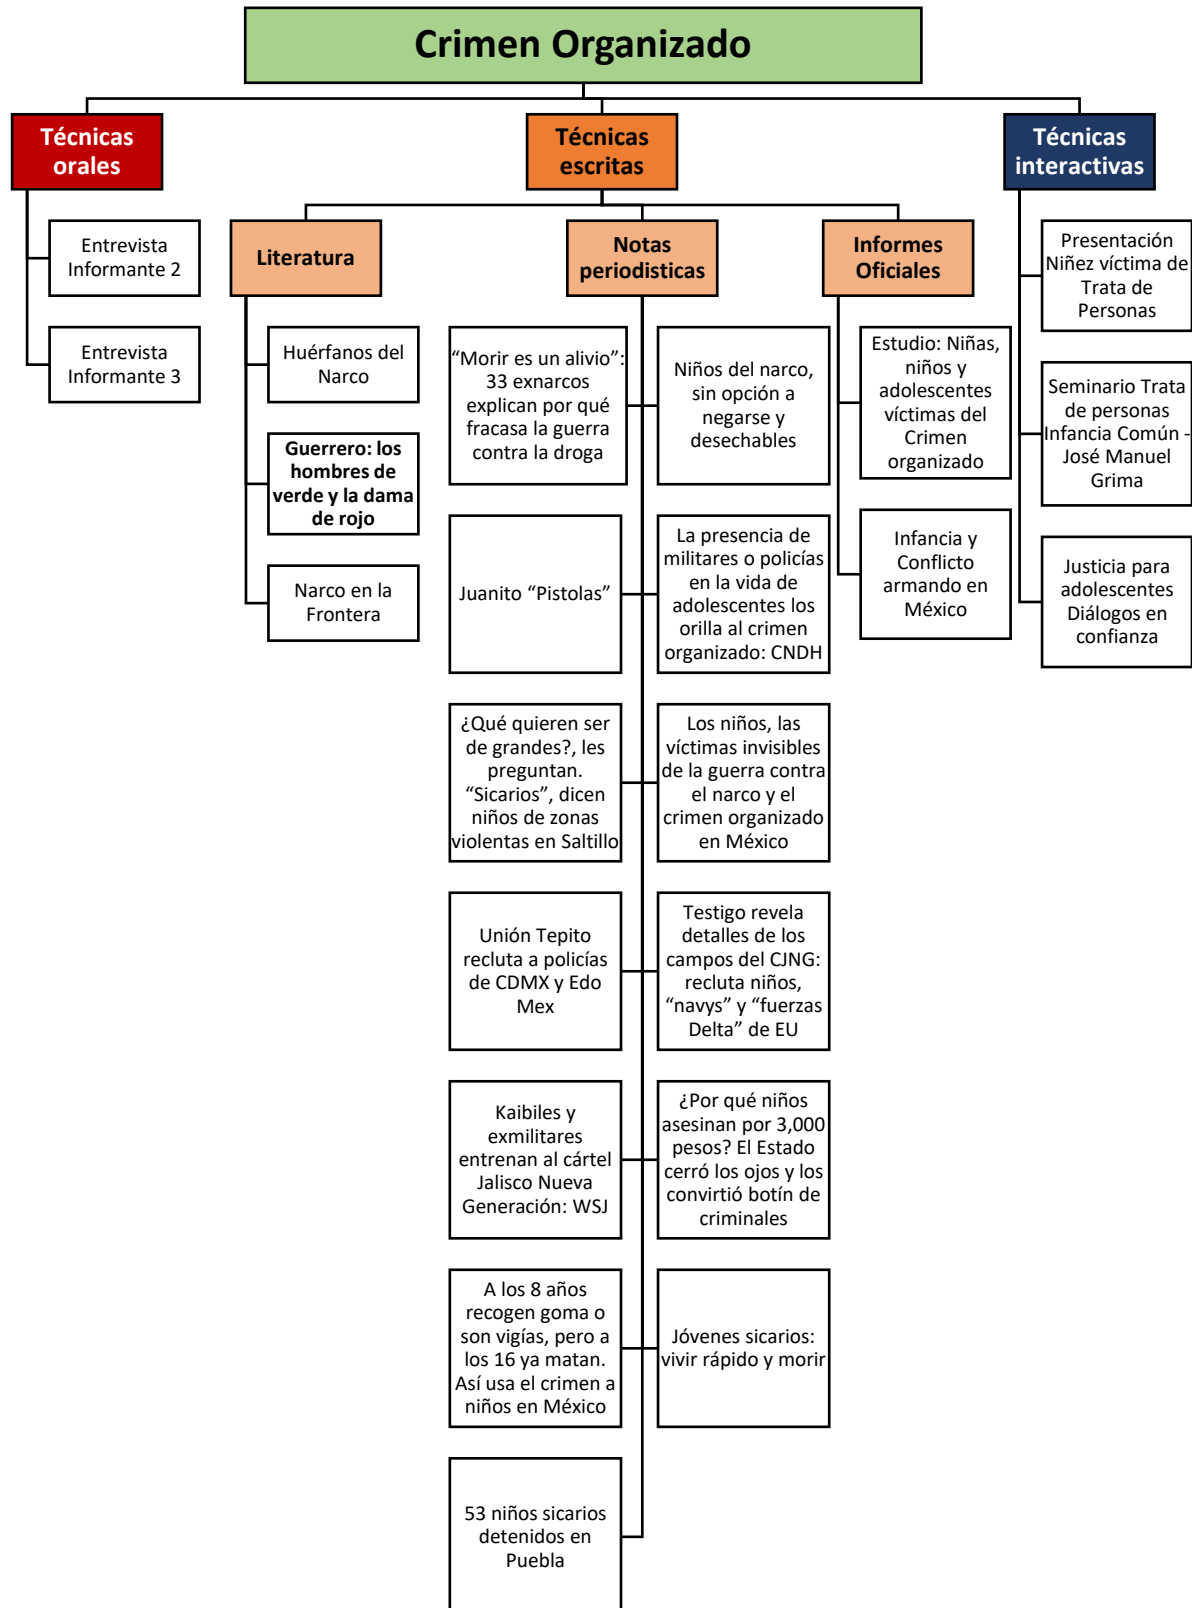 Crimen Organizado
Técnicas
orales
Entrevista
Informante 2
Entrevista
Informante 3
Técnicas
escritas
Literatura
Huérfanos del
Narco
Guerrero: los
hombres de
verde y la dama
de rojo
Narco en la
Frontera
Notas
periodisticas
“Morir es un alivio”:
33 exnarcos
explican por qué
fracasa la guerra
contra la droga
Niños del narco,
sin opción a
negarse y
desechables
Juanito “Pistolas”
La presencia de
militares o policías
en la vida de
adolescentes los
orilla al crimen
organizado: CNDH
¿Qué quieren ser
de grandes?, les
preguntan.
“Sicarios”, dicen
niños de zonas
violentas en Saltillo
Los niños, las
víctimas invisibles
de la guerra contra
el narco y el
crimen organizado
en México
Unión Tepito
recluta a policías
de CDMX y Edo
Mex
Testigo revela
detalles de los
campos del CJNG:
recluta niños,
“navys” y “fuerzas
Delta” de EU
Kaibiles y
exmilitares
entrenan al cártel
Jalisco Nueva
Generación: WSJ
¿Por qué niños
asesinan por 3,000
pesos? El Estado
cerró los ojos y los
convirtió botín de
criminales
A los 8 años
recogen goma o
son vigías, pero a
los 16 ya matan.
Así usa el crimen a
niños en México
Jóvenes sicarios:
vivir rápido y morir
53 niños sicarios
detenidos en
Puebla
Informes
Oficiales
Estudio: Niñas,
niños y
adolescentes
víctimas del
Crimen
organizado
Infancia y
Conflicto
armando en
México
Técnicas
interactivas
Presentación
Niñez víctima de
Trata de
Personas
Seminario Trata
de personas
Infancia Común -
José Manuel
Grima
Justicia para
adolescentes
Diálogos en
confianza